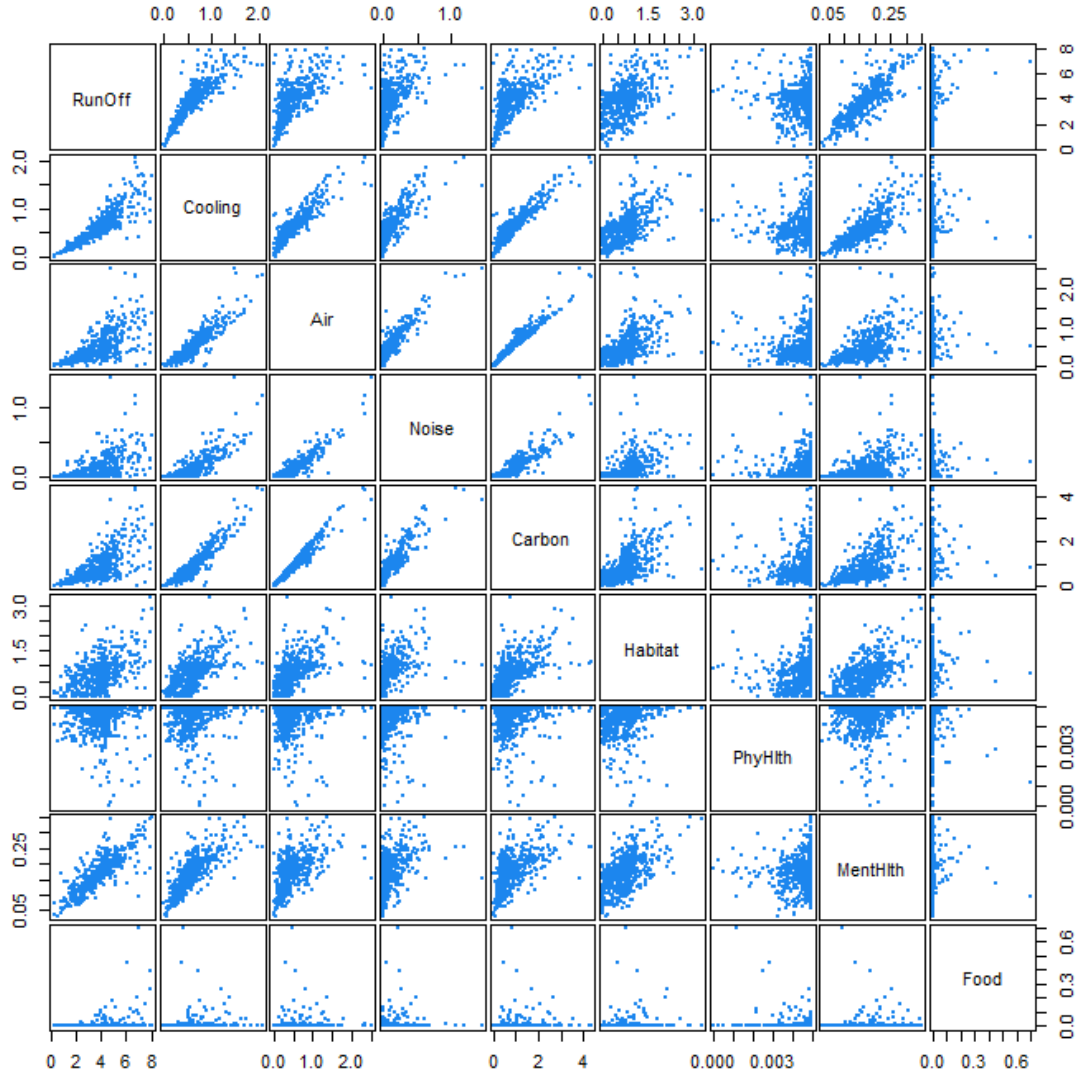 0.0 1.0 2.0 0.0 1.0 0.0 1.5 3.0 0.05 0.25
RunOff
0 2 4 6 8
Cooling
0.0 1.0 2.0
Air
0.0 1.0 2.0
Noise
0.0 1.0
Carbon
0 2 4
Habitat
0.0 1.5 3.0
PhyHlth
0.000 0.003
MentHlth
0.05 0.25
Food
0.0 0.3 0.6
0 2 4 6 8 0.0 1.0 2.0 0 2 4 0.000 0.003 0.0 0.2 0.4 0.6